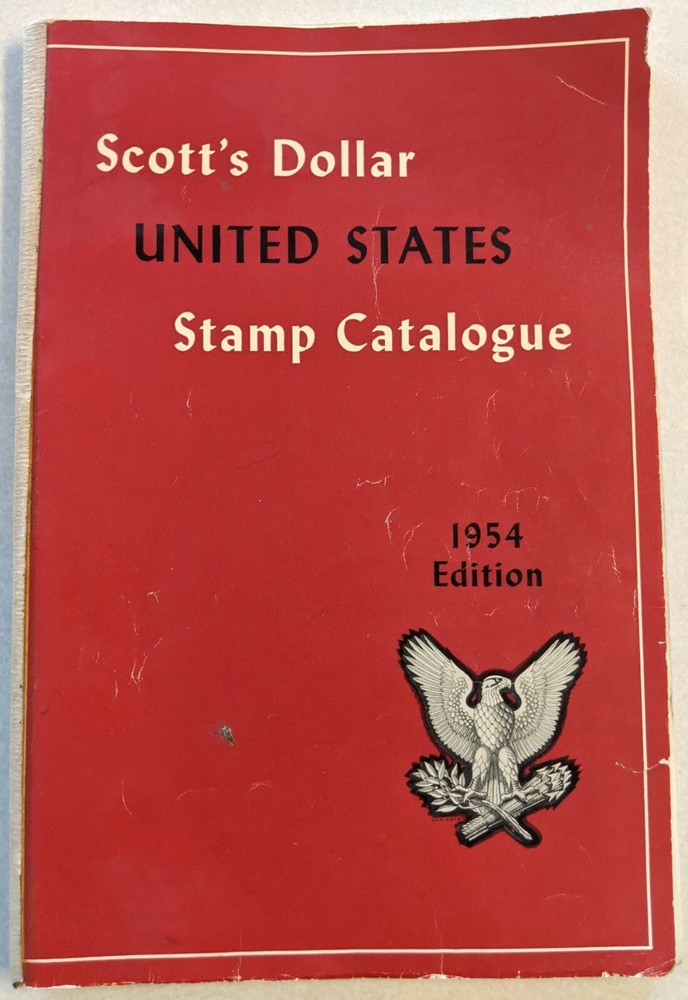 Scott's Dollar
UNITED STATES
Stamp Catalogue
1954
Edition